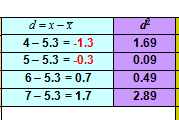 d = x – x̅ d²
4 – 5.3 = -1.3 1.69
5 – 5.3 = -0.3 0.09
6 – 5.3 = 0.7 0.49
7 – 5.3 = 1.7 2.89